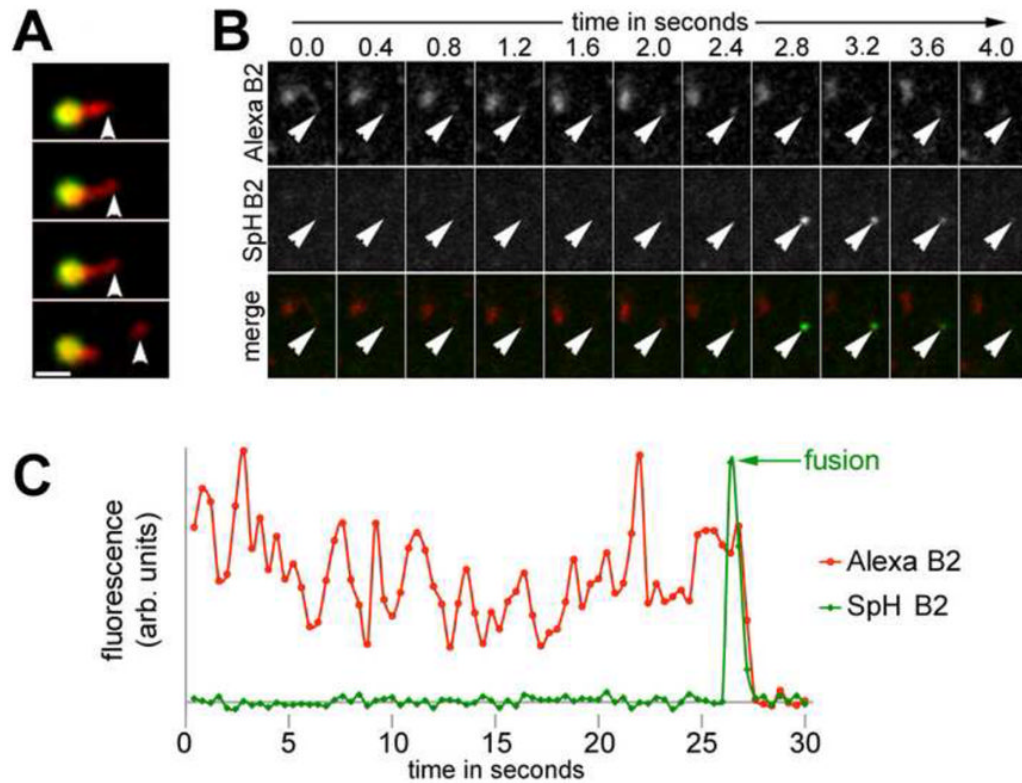 A
B
time in seconds
0.0 0.4 0.8 1.2 1.6 2.0 2.4 2.8 3.2 3.6 4.0
Alexa B2
SpH B2
merge
C
fluorescence
(arb. units)
fusion
Alexa B2
SpH B2
0 5 10 15 20 25 30
time in seconds